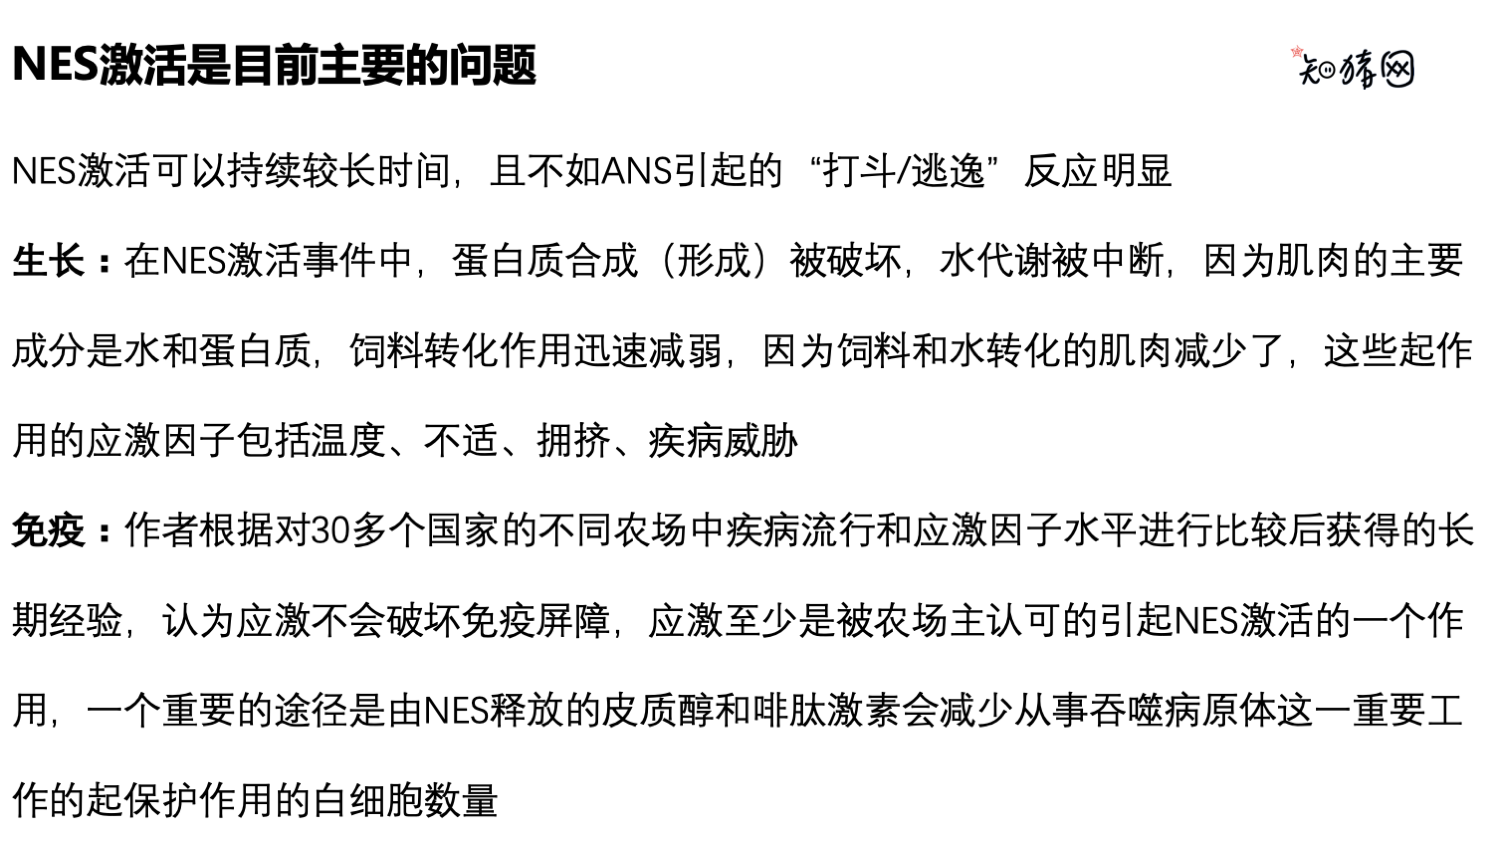 NES激活是目前主要的问题
知猪网
NES激活可以持续较长时间，且不如ANS引起的“打斗/逃逸”反应明显
生长：在NES激活事件中，蛋白质合成（形成）被破坏，水代谢被中断，因为肌肉的主要
成分是水和蛋白质，饲料转化作用迅速减弱，因为饲料和水转化的肌肉减少了，这些起作
用的应激因子包括温度、不适、拥挤、疾病威胁
免疫：作者根据对30多个国家的不同农场中疾病流行和应激因子水平进行比较后获得的长
期经验，认为应激不会破坏免疫屏障，应激至少是被农场主认可的引起NES激活的一个作
用，一个重要的途径是由NES释放的皮质醇和啡肽激素会减少从事吞噬病原体这一重要工
作的起保护作用的白细胞数量